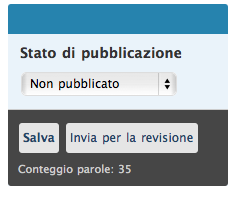 Stato di pubblicazione
Non pubblicato
Salva Invia per la revisione
Conteggio parole: 35